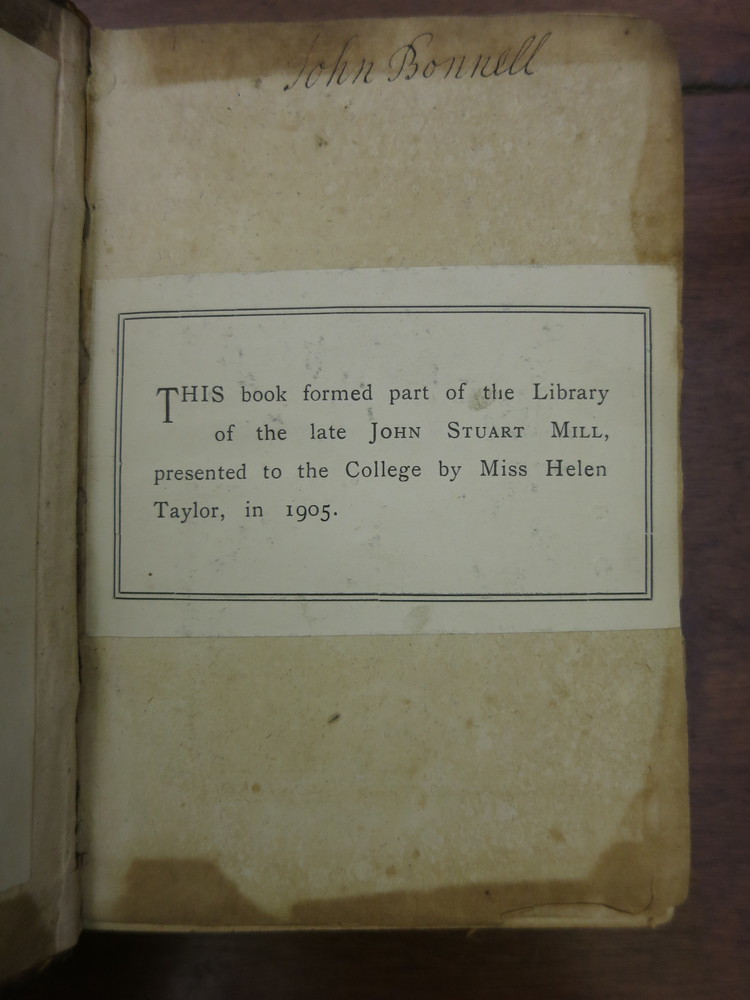 John Bonnell
THIS book formed part of the Library
of the late JOHN STUART MILL,
presented to the College by Miss Helen
Taylor, in 1905.